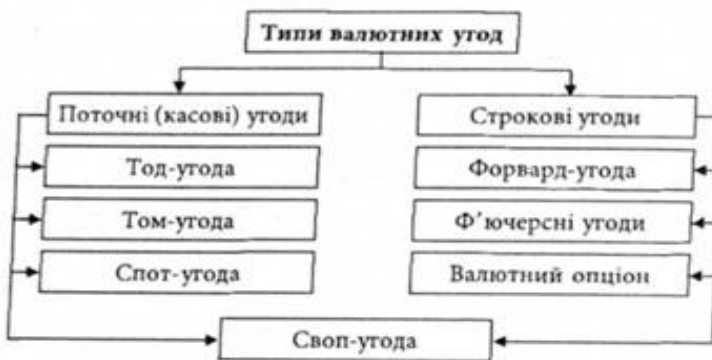 Типи валютних угод
Поточні (касові) угоди
Строкові угоди
Тод-угода
Форвард-угода
Том-угода
Ф’ючерсні угоди
Спот-угода
Валютний опціон
Своп-угода